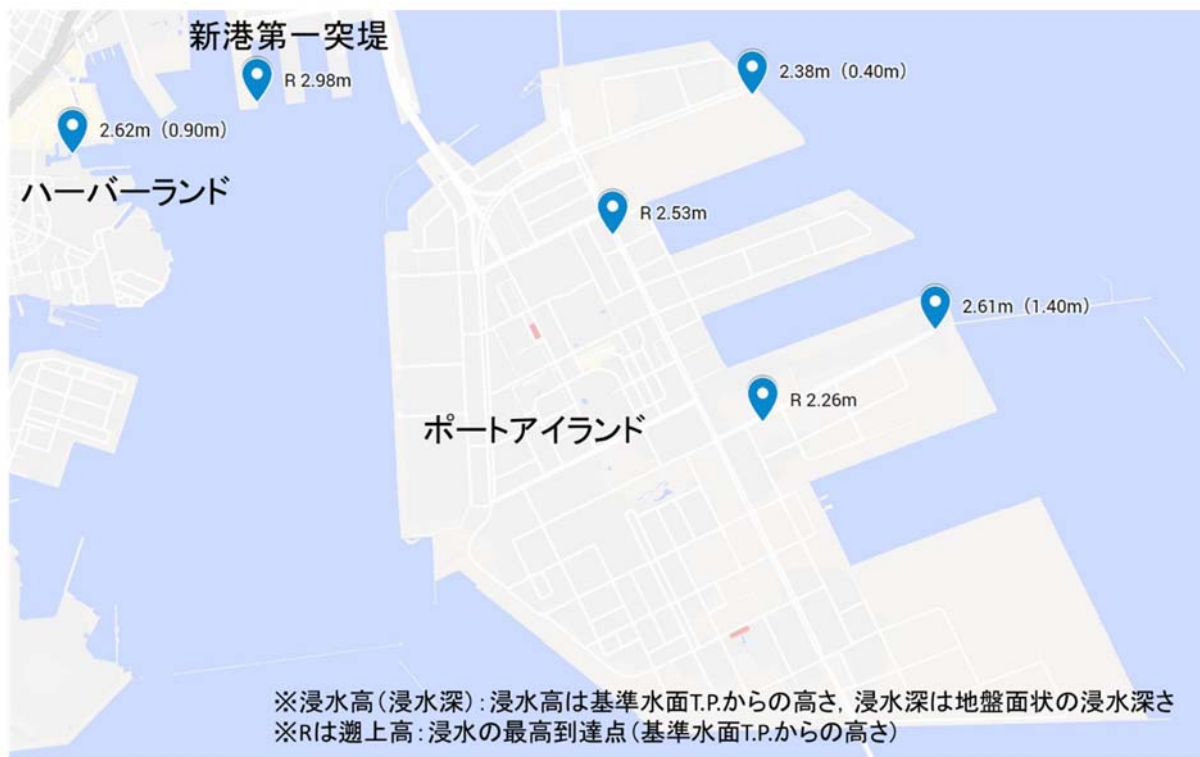 新港第一突堤
R 2.98m
2.38m（0.40m）
2.62m（0.90m）
ハーバーランド
R 2.53m
2.61m（1.40m）
R 2.26m
ポートアイランド
※浸水高（浸水深）：浸水高は基準水面T.P.からの高さ，浸水深は地盤面状の浸水深さ
※Rは遡上高：浸水の最高到達点（基準水面T.P.からの高さ）